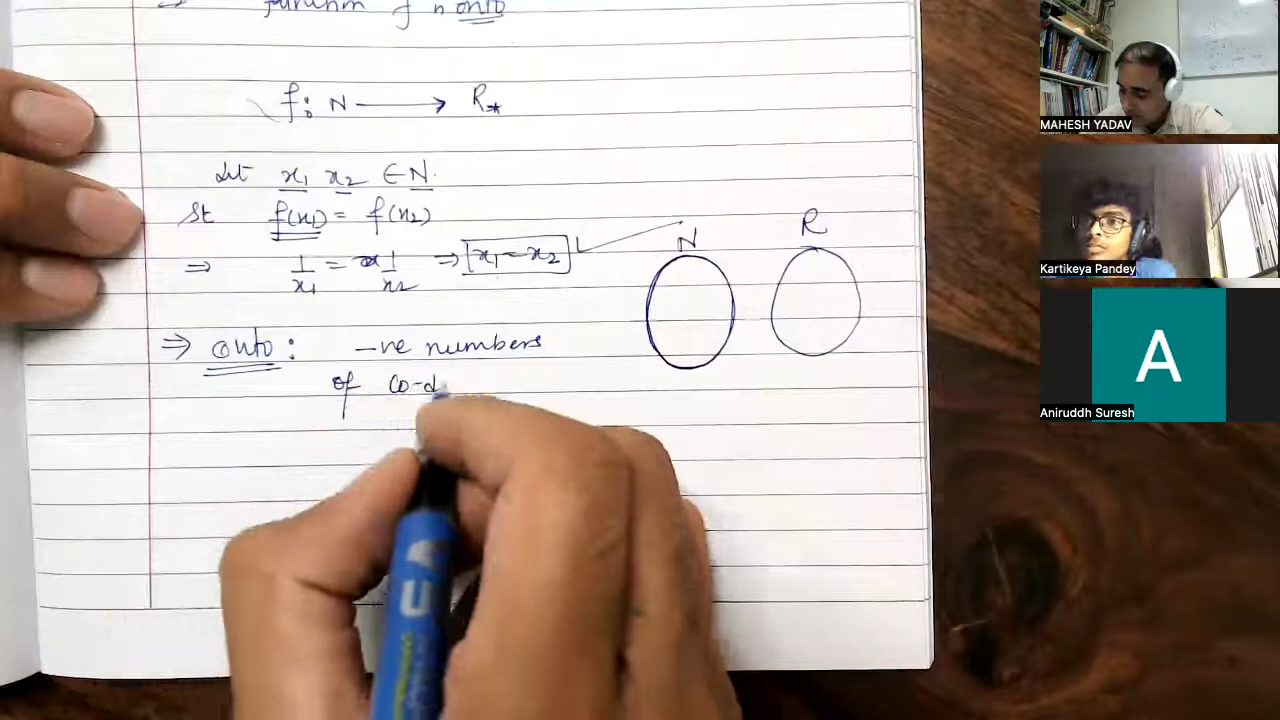 onto
f: N ⟶ R*
Let x1 x2 ∈ N.
St f(x1) = f(x2)
⇒ 1/x1 = 1/x2 ⇒ x1 = x2
N R
⇒ onto : -ve numbers
of co-d
MAHESH YADAV
Kartikeya Pandey
A
Aniruddh Suresh